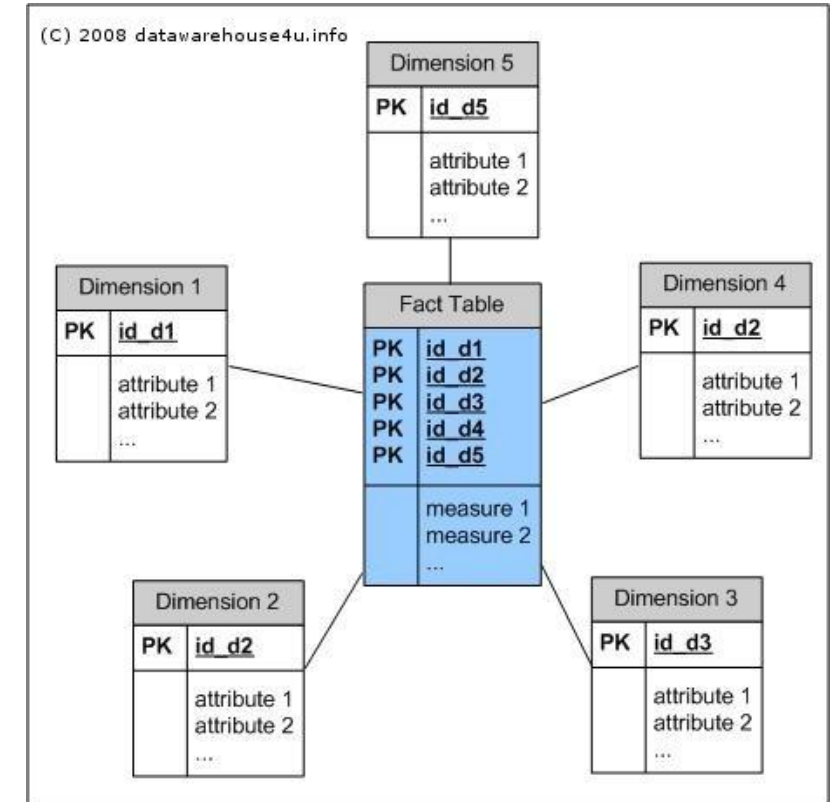 (C) 2008 datawarehouse4u.info
Dimension 5
PK id_d5
attribute 1
attribute 2
...
Dimension 1
PK id_d1
attribute 1
attribute 2
...
Fact Table
PK id_d1
PK id_d2
PK id_d3
PK id_d4
PK id_d5
measure 1
measure 2
...
Dimension 4
PK id_d2
attribute 1
attribute 2
...
Dimension 2
PK id_d2
attribute 1
attribute 2
...
Dimension 3
PK id_d3
attribute 1
attribute 2
...